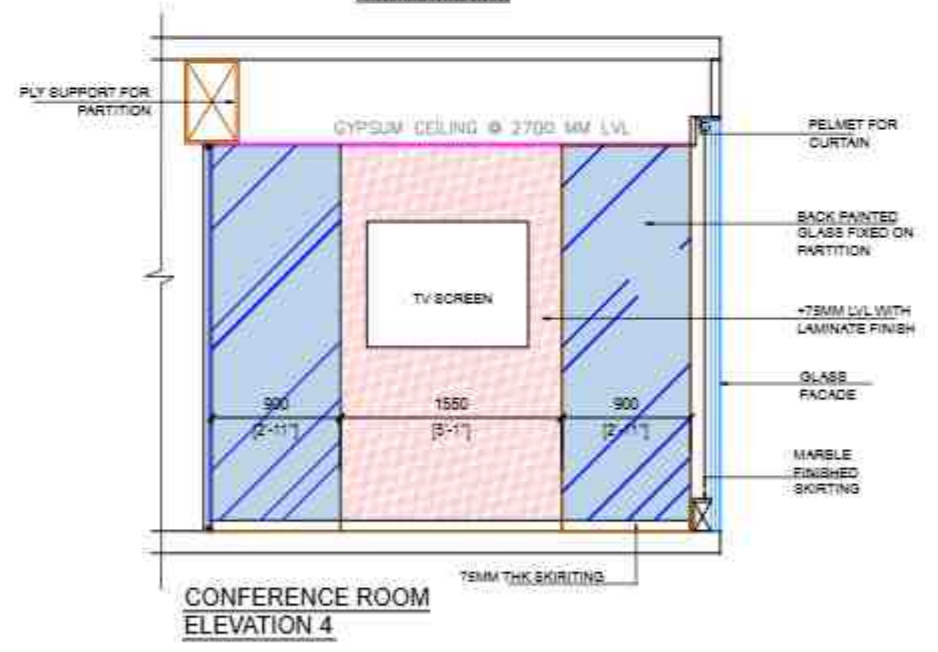 PLY SUPPORT FOR
PARTITION
GYPSUM CEILING @ 2700 MM LVL
PELMET FOR
CURTAIN
BACK PAINTED
GLASS FIXED ON
PARTITION
TV SCREEN
+75MM LVL WITH
LAMINATE FINISH
GLASS
FACADE
900
1550
900
[2'-11"]
[5'-1"]
[2'-11"]
MARBLE
FINISHED
SKIRTING
75MM THK SKIRITING
CONFERENCE ROOM
ELEVATION 4